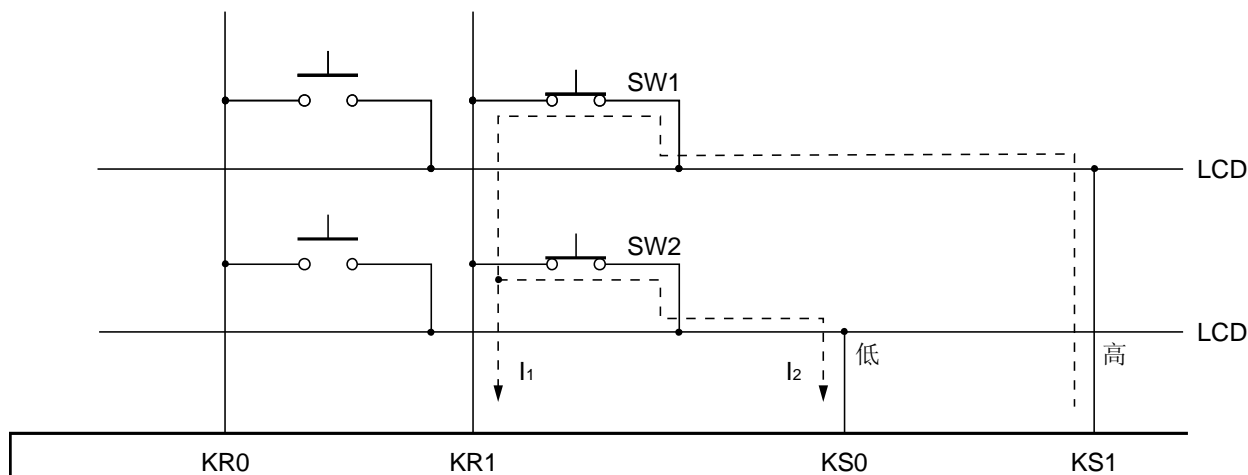 SW1
LCD
SW2
LCD
低
高
I1
I2
KR0
KR1
KS0
KS1